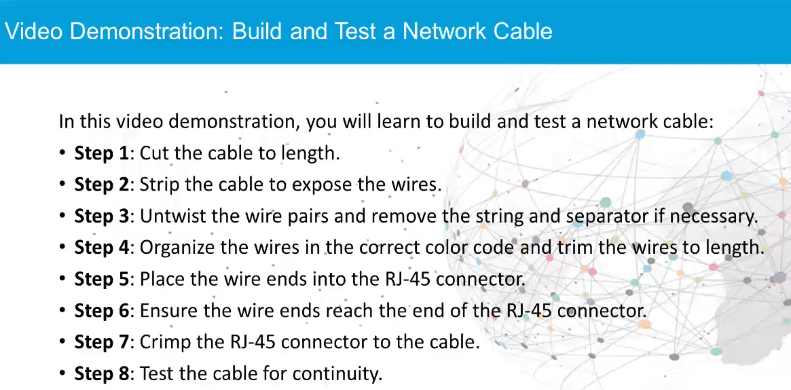 Video Demonstration: Build and Test a Network Cable
In this video demonstration, you will learn to build and test a network cable:
• Step 1: Cut the cable to length.
• Step 2: Strip the cable to expose the wires.
• Step 3: Untwist the wire pairs and remove the string and separator if necessary.
• Step 4: Organize the wires in the correct color code and trim the wires to length.
• Step 5: Place the wire ends into the RJ-45 connector.
• Step 6: Ensure the wire ends reach the end of the RJ-45 connector.
• Step 7: Crimp the RJ-45 connector to the cable.
• Step 8: Test the cable for continuity.